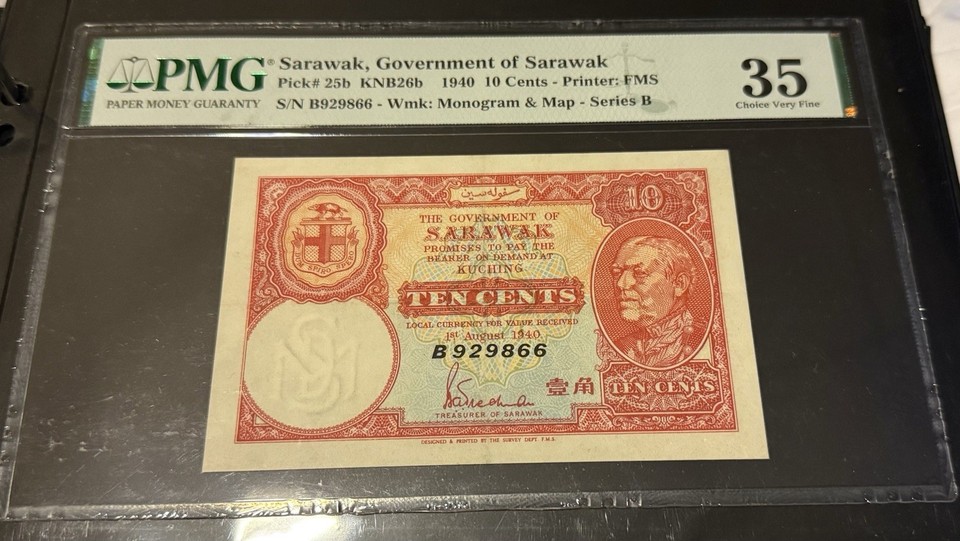 PMG®
PAPER MONEY GUARANTY
Sarawak, Government of Sarawak
Pick# 25b KNB26b 1940 10 Cents - Printer: FMS
S/N B929866 - Wmk: Monogram & Map - Series B
35
Choice Very Fine
سڤوله سين
10
THE GOVERNMENT OF
SARAWAK
PROMISES TO PAY THE
BEARER ON DEMAND AT
KUCHING
TEN CENTS
LOCAL CURRENCY FOR VALUE RECEIVED
1st August 1940
B929866
壹角
TREASURER OF SARAWAK
TEN CENTS
DESIGNED & PRINTED BY THE SURVEY DEPT. F.M.S.